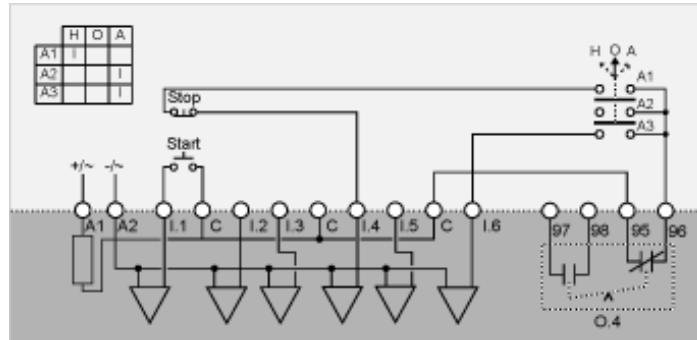 H O A
A1 I
A2 I
A3 I
H O A
A1
A2
A3
Stop
Start
+/~ -/~
A1 A2 I.1 C I.2 I.3 C I.4 I.5 C I.6 97 98 95 96
O.4